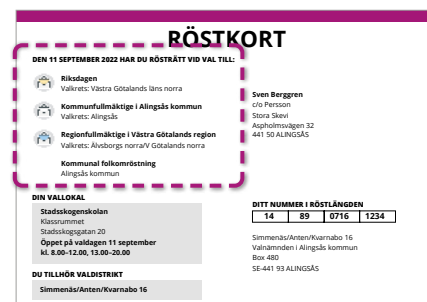 RÖSTKORT
DEN 11 SEPTEMBER 2022 HAR DU RÖSTRÄTT VID VAL TILL:
Riksdagen
Valkrets: Västra Götalands läns norra
Kommunfullmäktige i Alingsås kommun
Valkrets: Alingsås
Regionfullmäktige i Västra Götalands region
Valkrets: Älvsborgs norra/V Götalands norra
Kommunal folkomröstning
Alingsås kommun
Sven Berggren
c/o Persson
Stora Skevi
Aspholmsvägen 32
441 50 ALINGSÅS
DIN VALLOKAL
Stadsskogenskolan
Klassrummet
Stadsskogsgatan 20
Öppet på valdagen 11 september
kl. 8.00–12.00, 13.00–20.00
DU TILLHÖR VALDISTRIKT
Simmenäs/Anten/Kvarnabo 16
DITT NUMMER I RÖSTLÄNGDEN
14 89 0716 1234
Simmenäs/Anten/Kvarnabo 16
Valnämnden i Alingsås kommun
Box 480
SE-441 93 ALINGSÅS